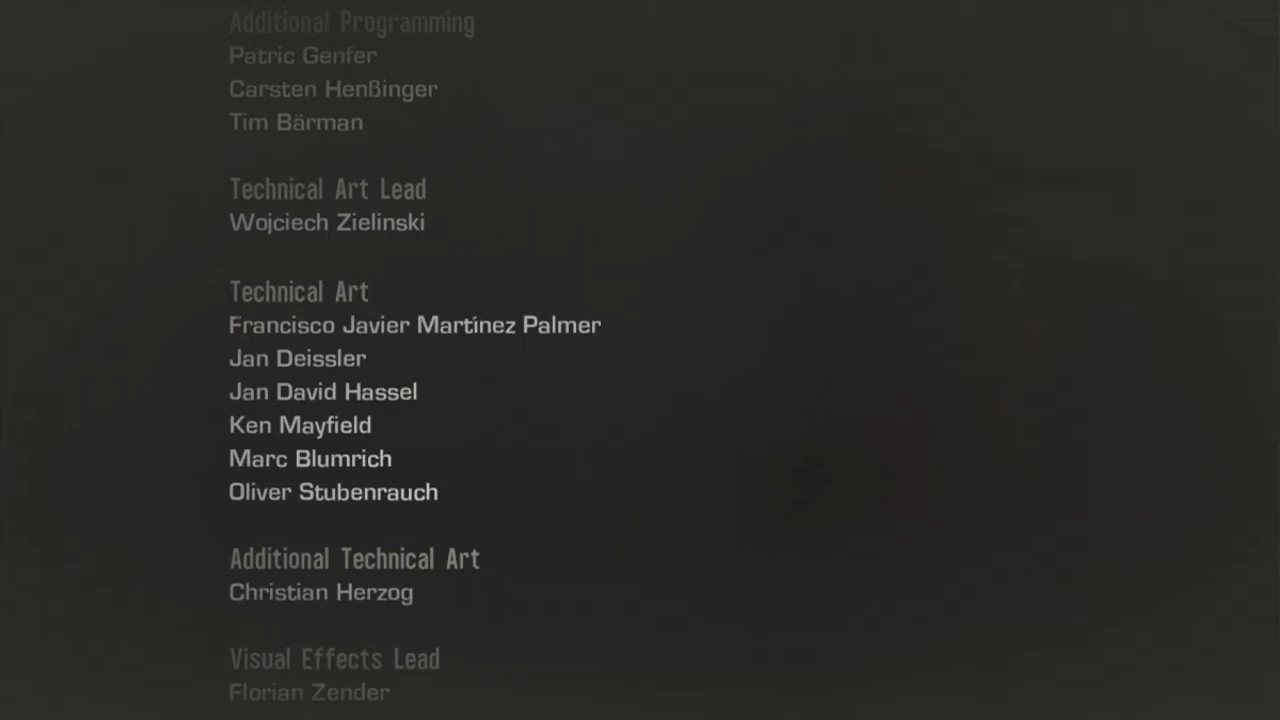 Additional Programming
Patric Genfer
Carsten Henßinger
Tim Bärman
Technical Art Lead
Wojciech Zielinski
Technical Art
Francisco Javier Martínez Palmer
Jan Deissler
Jan David Hassel
Ken Mayfield
Marc Blumrich
Oliver Stubenrauch
Additional Technical Art
Christian Herzog
Visual Effects Lead
Florian Zender